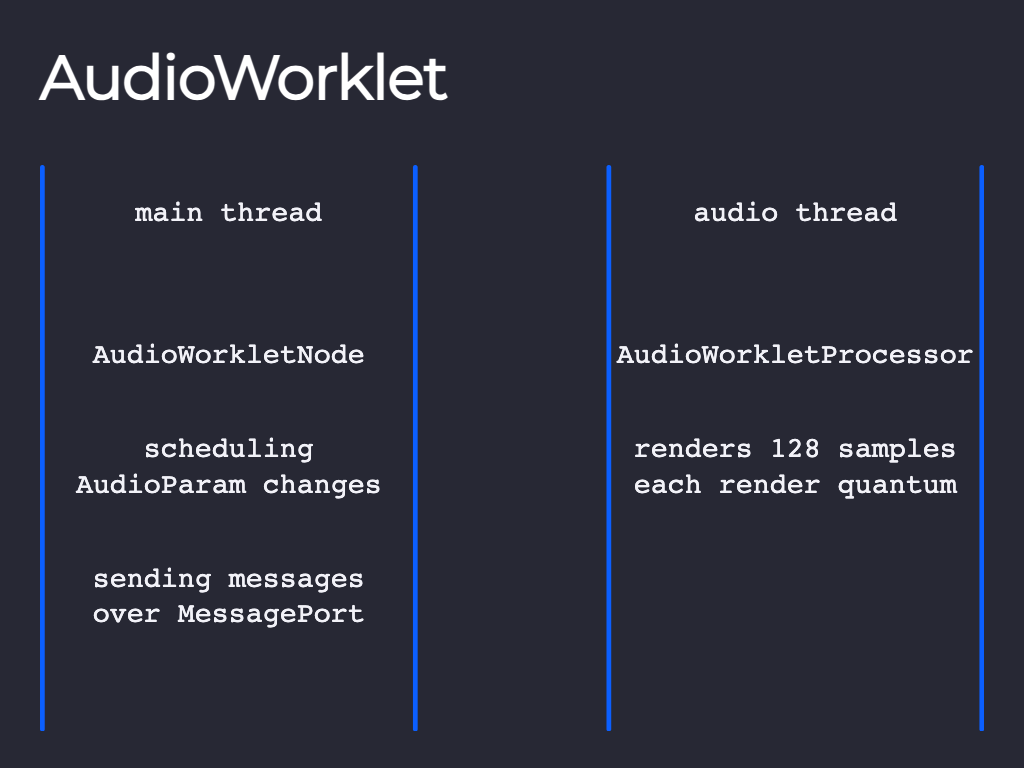 AudioWorklet
main thread
AudioWorkletNode
scheduling
AudioParam changes
sending messages
over MessagePort
audio thread
AudioWorkletProcessor
renders 128 samples
each render quantum